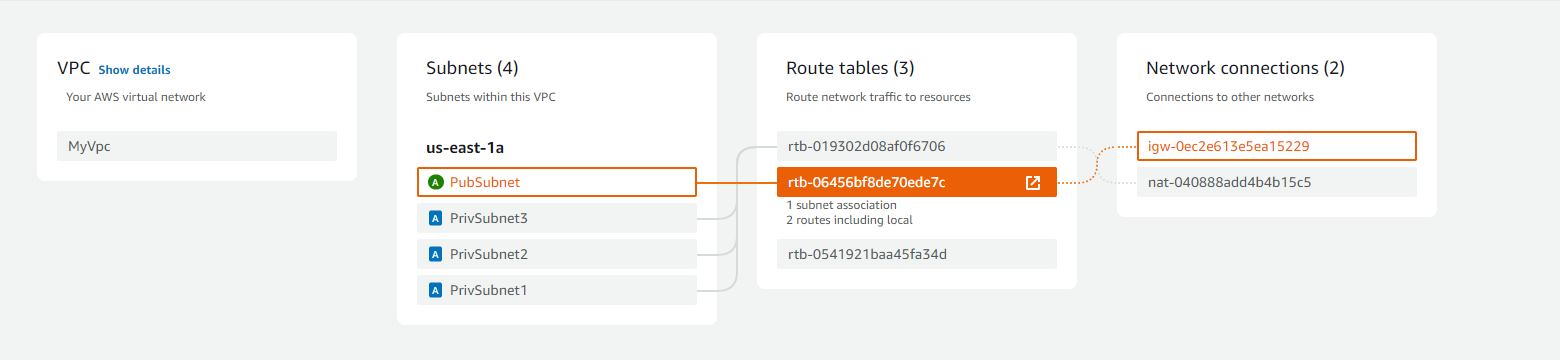 VPC Show details
Your AWS virtual network
MyVpc
Subnets (4)
Subnets within this VPC
us-east-1a
A PubSubnet
A PrivSubnet3
A PrivSubnet2
A PrivSubnet1
Route tables (3)
Route network traffic to resources
rtb-019302d08af0f6706
rtb-06456bf8de70ede7c
1 subnet association
2 routes including local
rtb-0541921baa45fa34d
Network connections (2)
Connections to other networks
igw-0ec2e613e5ea15229
nat-040888add4b4b15c5